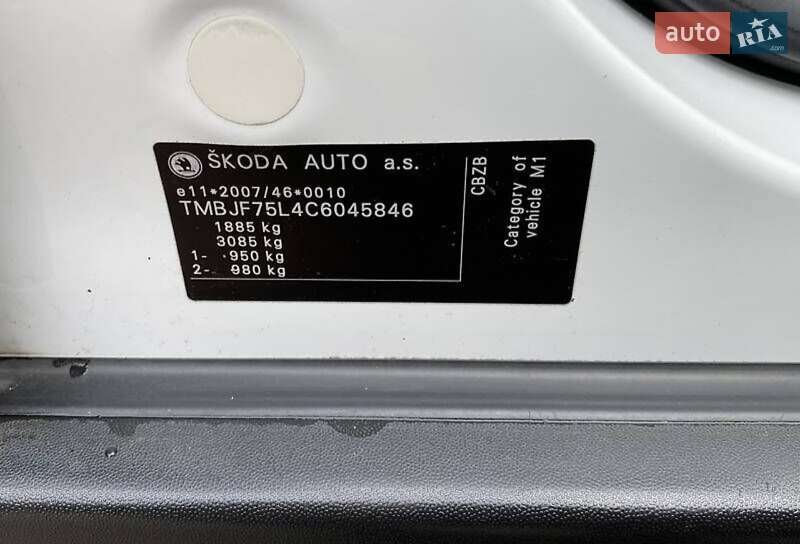 auto RIA
.com
ŠKODA AUTO a.s.
e11*2007/46*0010
TMBJF75L4C6045846
1885 kg
3085 kg
1- 950 kg
2- 980 kg
CBZB
Category of
vehicle M1